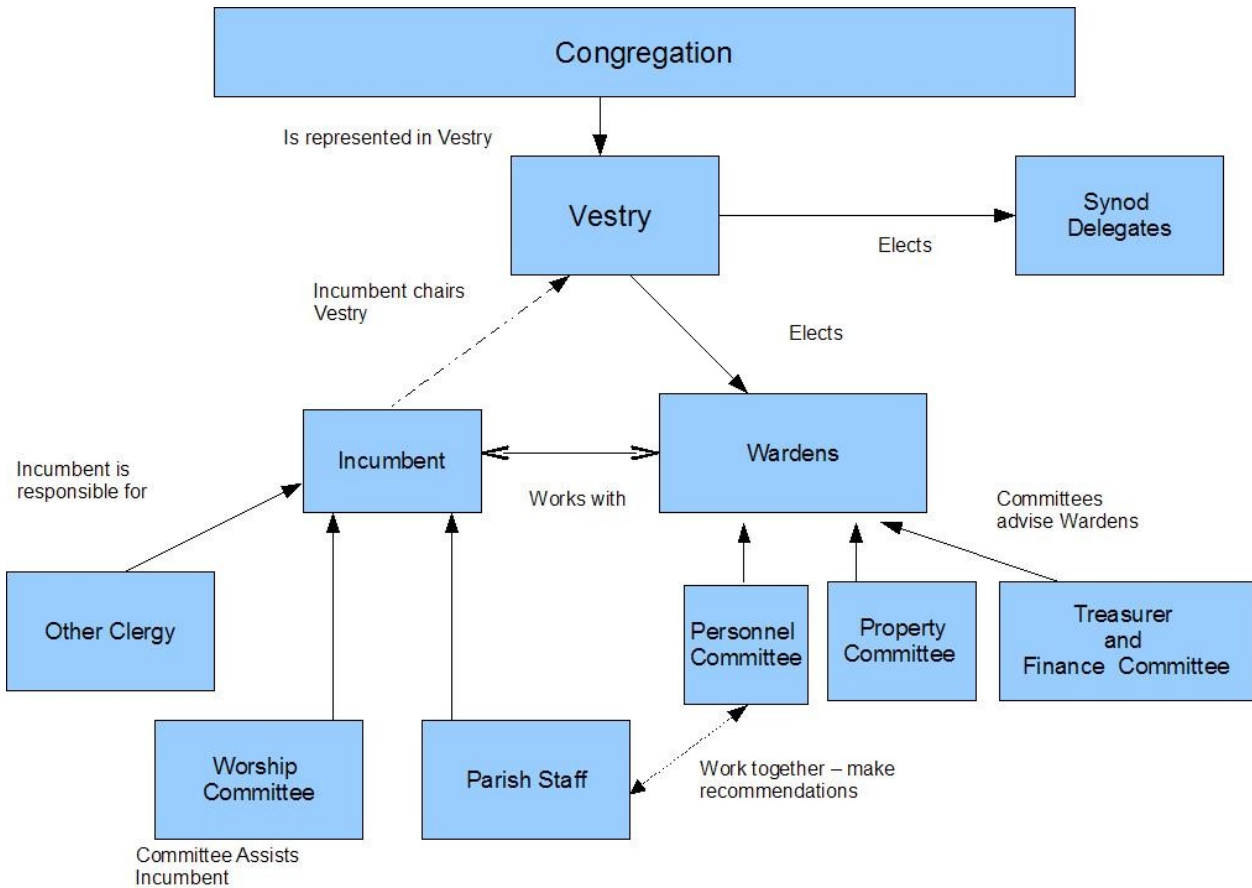 Congregation
Is represented in Vestry
Vestry
Synod
Delegates
Elects
Incumbent chairs
Vestry
Elects
Incumbent
Wardens
Incumbent is
responsible for
Works with
Committees
advise Wardens
Other Clergy
Personnel
Committee
Property
Committee
Treasurer
and
Finance Committee
Worship
Committee
Parish Staff
Work together – make
recommendations
Committee Assists
Incumbent